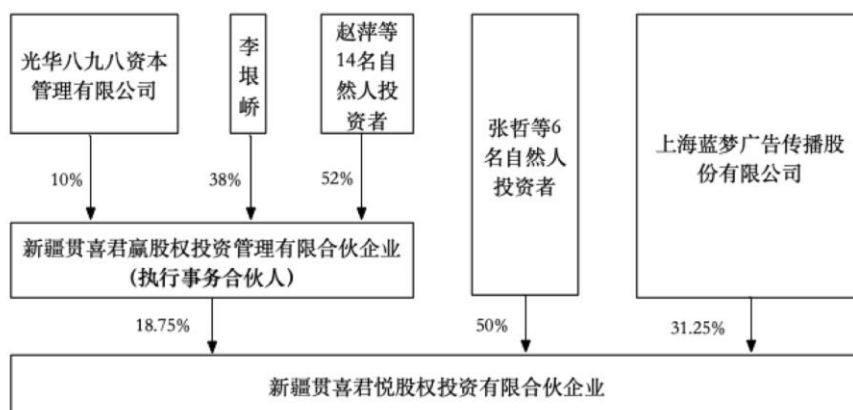 光华八九八资本
管理有限公司
李
垠
峤
赵萍等
14名自
然人投
资者
张哲等6
名自然人
投资者
上海蓝梦广告传播股
份有限公司
10%
38%
52%
新疆贯喜君赢股权投资管理有限合伙企业
(执行事务合伙人)
18.75%
50%
31.25%
新疆贯喜君悦股权投资有限合伙企业